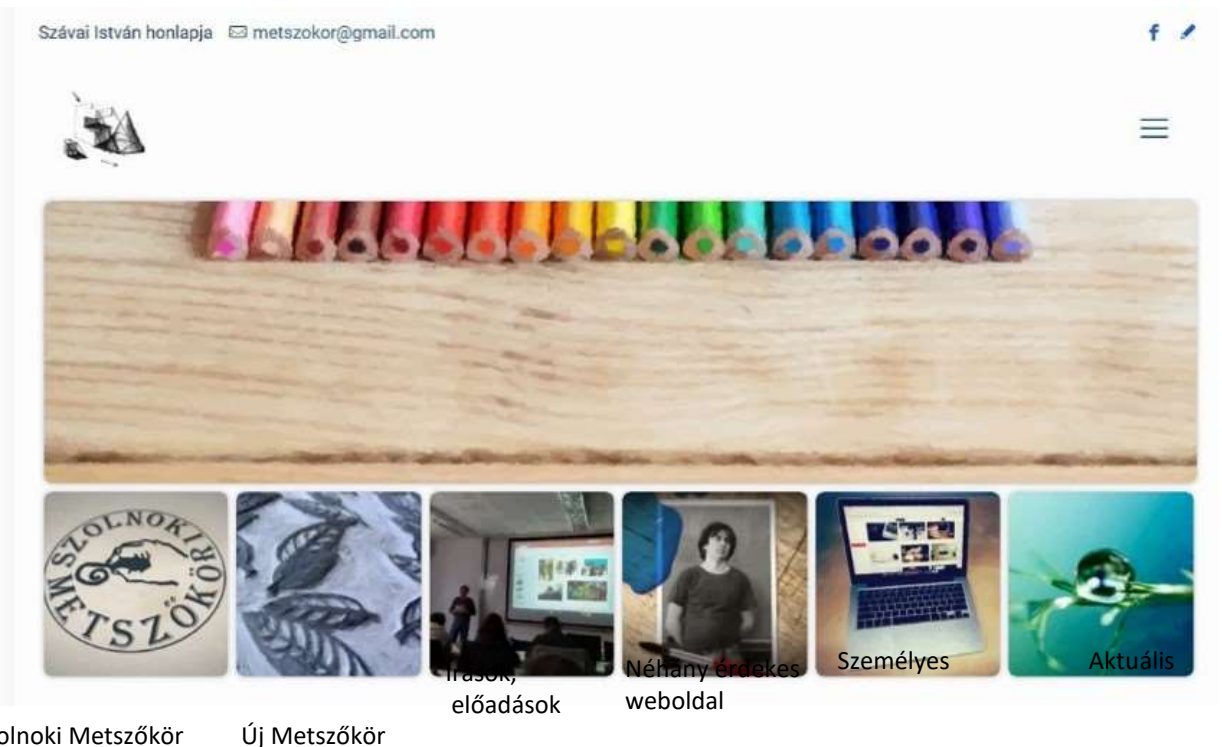 Szávai István honlapja metszokor@gmail.com
SZOLNOKI
METSZŐKÖR
Írások,
előadások
Néhány érdekes
weboldal
Személyes
Aktuális
olnoki Metszőkör
Új Metszőkör